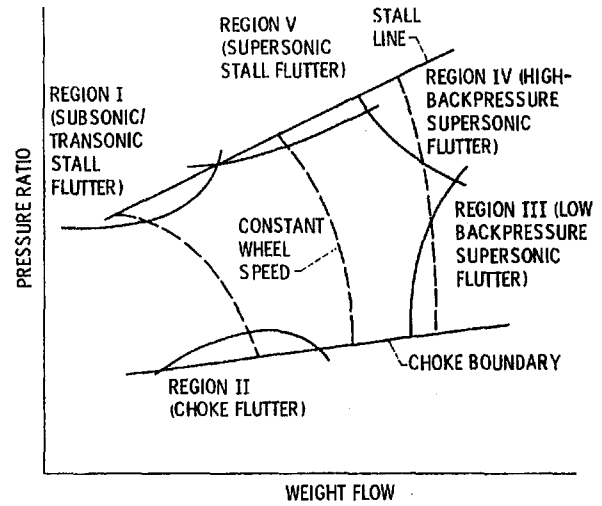 REGION V
(SUPERSONIC
STALL FLUTTER)
STALL
LINE
REGION I
(SUBSONIC/
TRANSONIC
STALL
FLUTTER)
REGION IV (HIGH-
BACKPRESSURE
SUPERSONIC
FLUTTER)
PRESSURE RATIO
CONSTANT
WHEEL
SPEED
REGION III (LOW
BACKPRESSURE
SUPERSONIC
FLUTTER)
REGION II
(CHOKE FLUTTER)
CHOKE BOUNDARY
WEIGHT FLOW